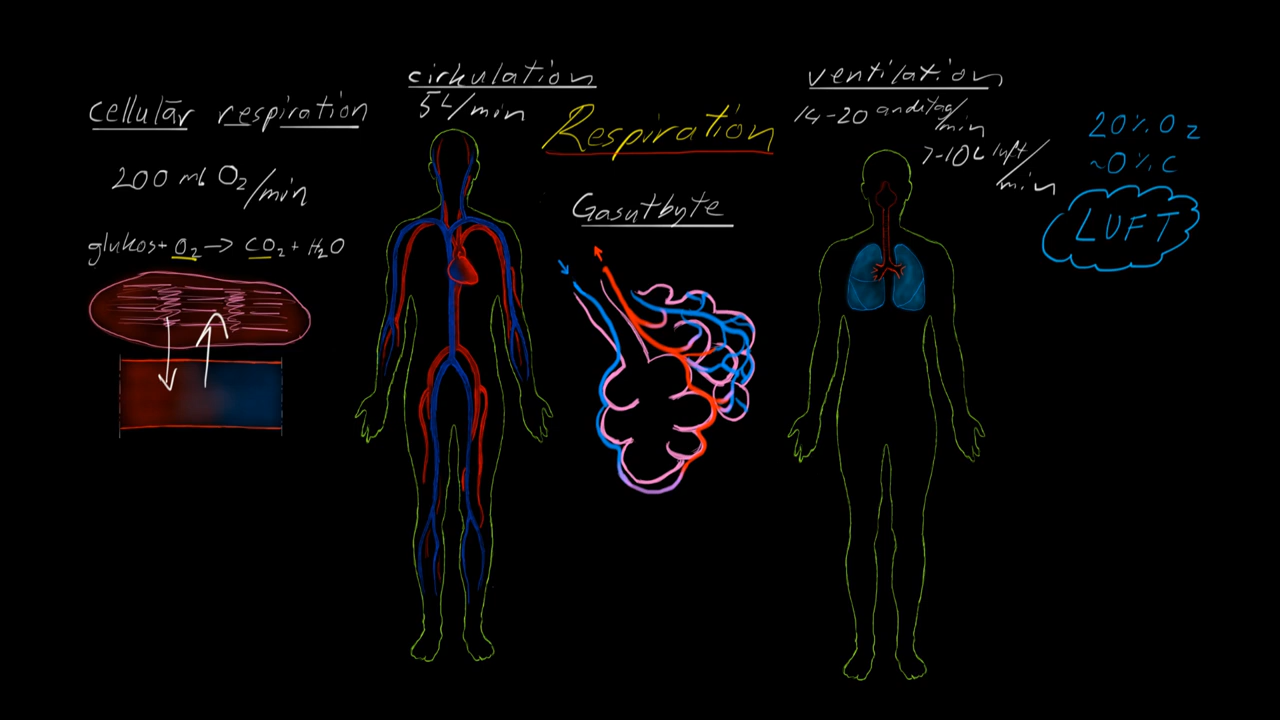 cellulär respiration
200 ml O2/min
glukos + O2 → CO2 + H2O
cirkulation
5L/min
Respiration
Gasutbyte
ventilation
14-20 andetag/
min
7-10L luft/
min
20% O2
~0% C
LUFT